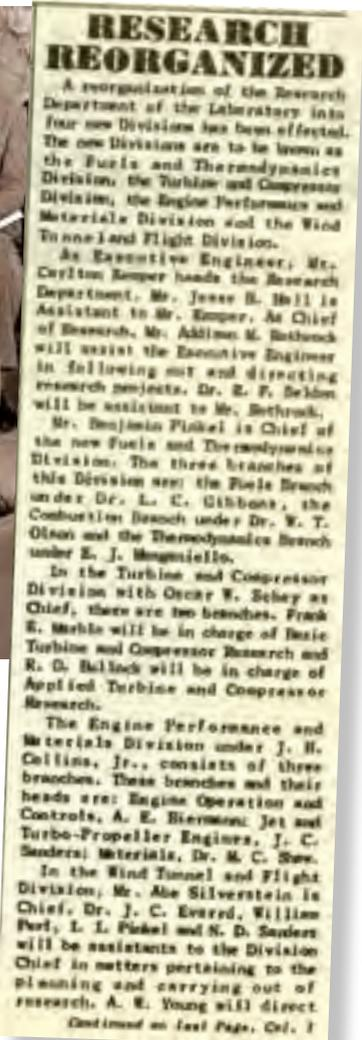 RESEARCH
REORGANIZED
A reorganization of the Research
Department of the Laboratory into
four new Divisions has been effected.
The new Divisions are to be known as
the Fuels and Thermodynamics
Division, the Turbine and Compressor
Division, the Engine Performance and
Materials Division and the Wind
Tunnel and Flight Division.
As Executive Engineer, Mr.
Carlton Kemper heads the Research
Department. Mr. Jesse H. Hall is
Assistant to Mr. Kemper. As Chief
of Research, Mr. Addison M. Rothrock
will assist the Executive Engineer
in following out and directing
research projects. Dr. E. F. Belden
will be assistant to Mr. Rothrock.
Mr. Benjamin Pinkel is Chief of
the new Fuels and Thermodynamics
Division. The three branches of
this Division are: the Fuels Branch
under Dr. L. C. Gibbons, the
Combustion Branch under Dr. W. T.
Olson and the Thermodynamics Branch
under E. J. Manganiello.
In the Turbine and Compressor
Division with Oscar W. Schey as
Chief, there are two branches. Frank
E. Marble will be in charge of Basic
Turbine and Compressor Research and
R. O. Bullock will be in charge of
Applied Turbine and Compressor
Research.
The Engine Performance and
Materials Division under J. H.
Collins, Jr., consists of three
branches. These branches and their
heads are: Engine Operation and
Controls, A. E. Biermann; Jet and
Turbo-Propeller Engines, J. C.
Sanders; Materials, Dr. M. C. Shaw.
In the Wind Tunnel and Flight
Division, Mr. Abe Silverstein is
Chief. Dr. J. C. Evvard, William
Perl, I. I. Pinkel and N. D. Sanders
will be assistants to the Division
Chief in matters pertaining to the
planning and carrying out of
research. A. W. Young will direct
Continued on last Page, Col. 1